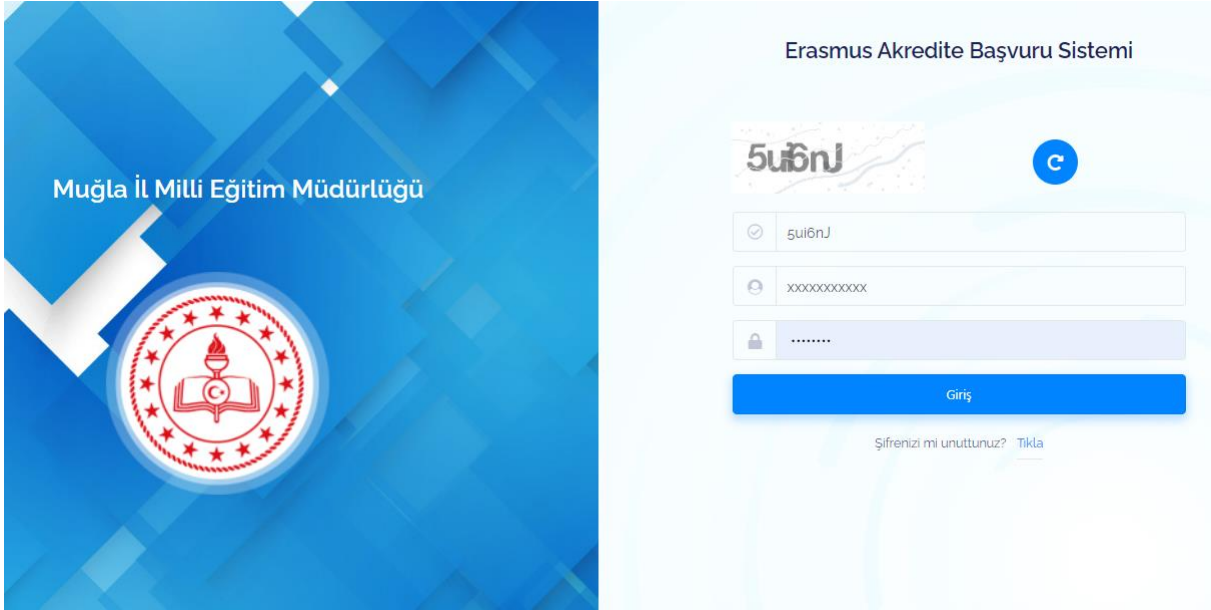 Muğla İl Milli Eğitim Müdürlüğü
Erasmus Akredite Başvuru Sistemi
5ui6nJ
5ui6nJ
xxxxxxxxxxx
••••••••
Giriş
Şifrenizi mi unuttunuz? Tıkla